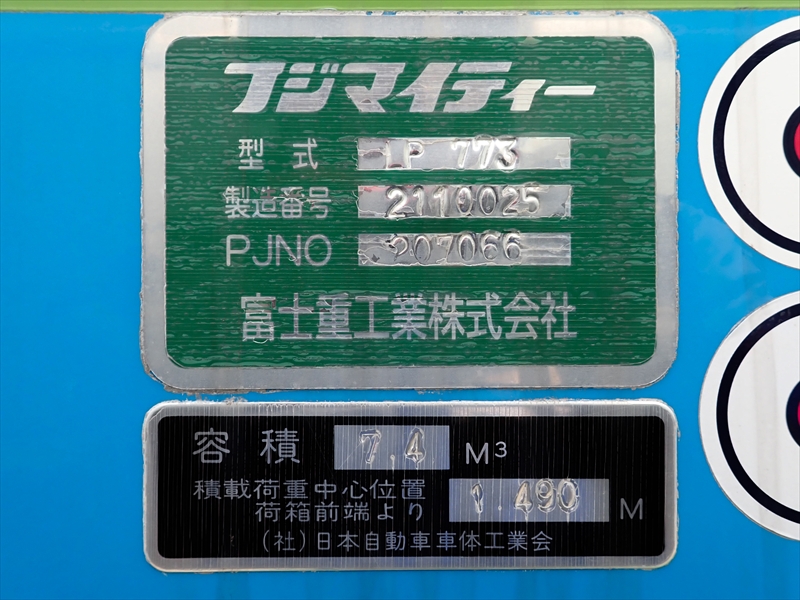 フジマイティー
型式 LP 773
製造番号 2110025
PJNO 207066
富士重工業株式会社
容積 7.4 M³
積載荷重中心位置
荷箱前端より 1.490 M
(社)日本自動車車体工業会